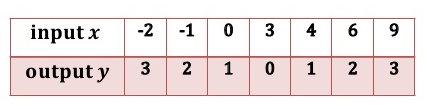 input x -2 -1 0 3 4 6 9
output y 3 2 1 0 1 2 3